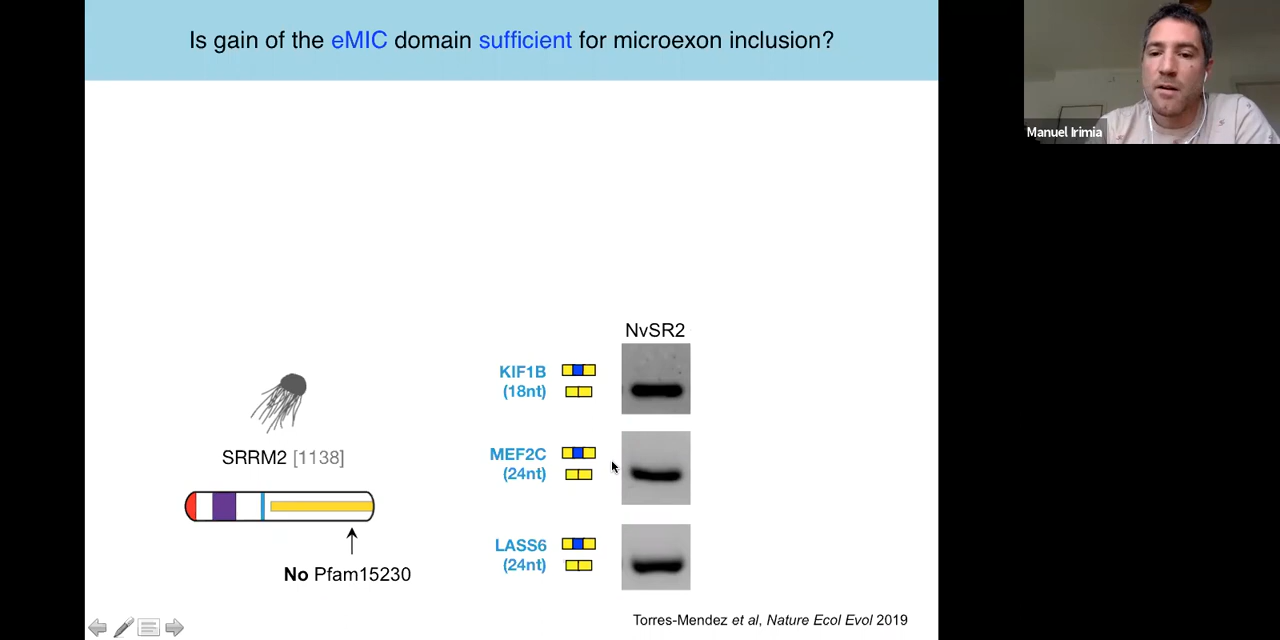 Is gain of the eMIC domain sufficient for microexon inclusion?
Manuel Irimia
NvSR2
KIF1B
(18nt)
MEF2C
(24nt)
LASS6
(24nt)
SRRM2 [1138]
No Pfam15230
Torres-Mendez et al, Nature Ecol Evol 2019